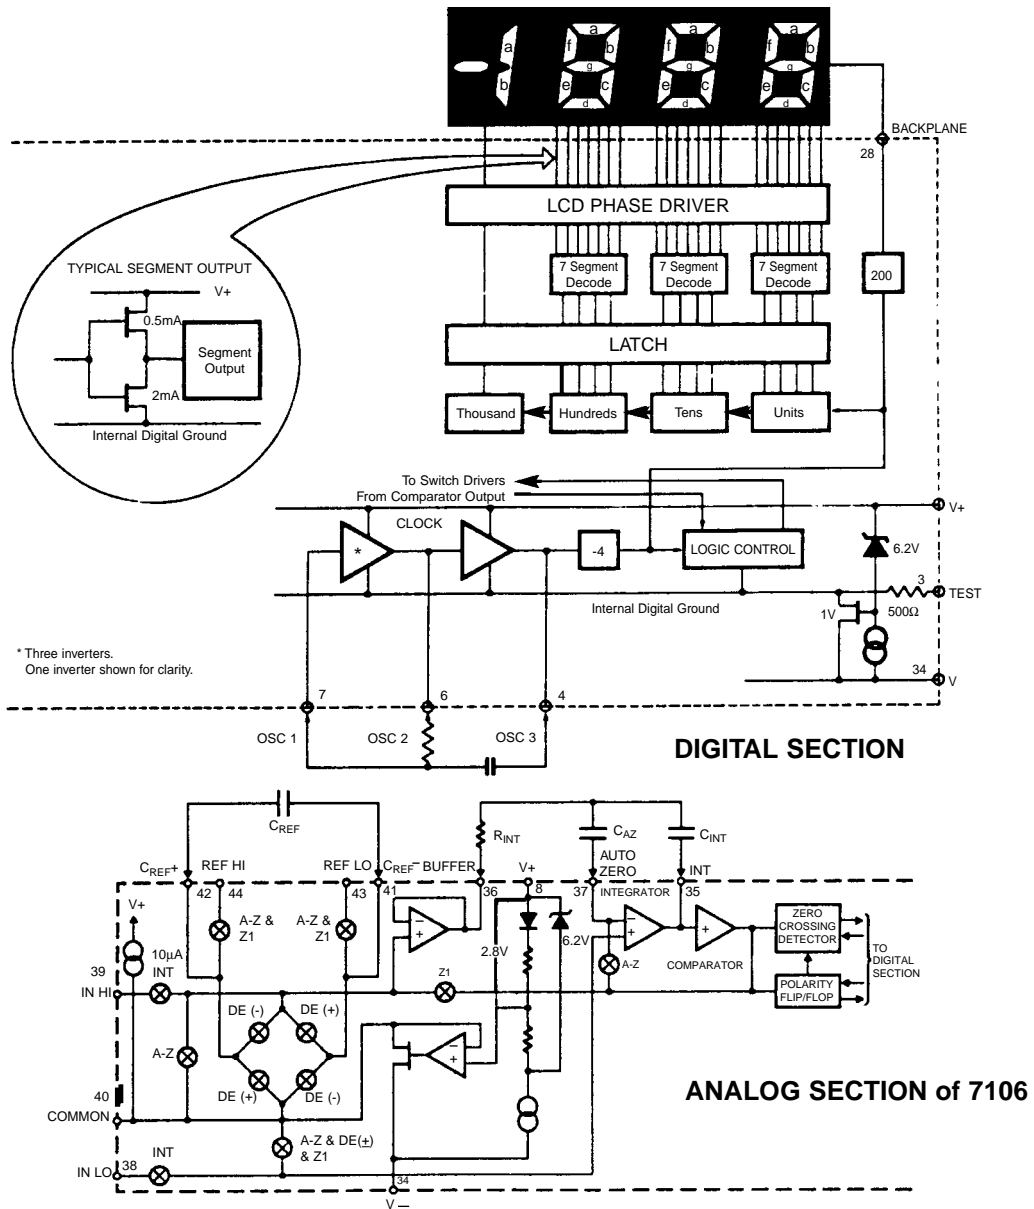 a
b
a
f
b
g
e
c
d
a
f
b
g
e
c
d
a
f
b
g
e
c
d
BACKPLANE
28
LCD PHASE DRIVER
TYPICAL SEGMENT OUTPUT
V+
0.5mA
Segment
Output
2mA
Internal Digital Ground
7 Segment
Decode
7 Segment
Decode
7 Segment
Decode
200
LATCH
Thousand
Hundreds
Tens
Units
To Switch Drivers
From Comparator Output
V+
CLOCK
*
-4
LOGIC CONTROL
6.2V
3
TEST
500Ω
Internal Digital Ground
1V
34
V
* Three inverters.
One inverter shown for clarity.
7
6
4
OSC 1
OSC 2
OSC 3
DIGITAL SECTION
CREF
RINT
CAZ
CINT
CREF+
REF HI
REF LO
CREF−
BUFFER
V+
AUTO
ZERO
INT
42
44
43
41
36
8
37
INTEGRATOR
35
V+
A-Z &
Z1
A-Z &
Z1
10µA
−
+
2.8V
6.2V
−
+
+
A-Z
COMPARATOR
ZERO
CROSSING
DETECTOR
POLARITY
FLIP/FLOP
TO
DIGITAL
SECTION
39
INT
IN HI
Z1
DE (-)
DE (+)
A-Z
DE (+)
DE (-)
−
+
40
COMMON
A-Z & DE(±)
& Z1
38
INT
IN LO
34
V −
ANALOG SECTION of 7106